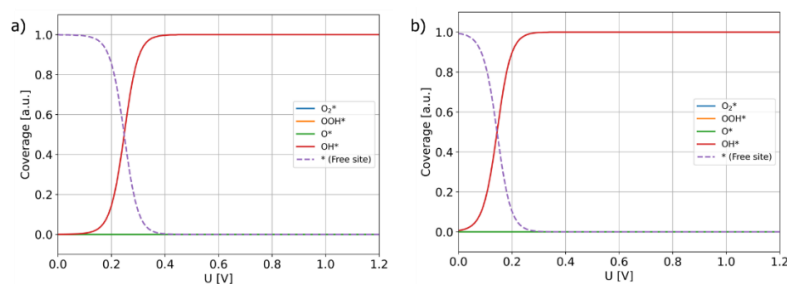 a)
Coverage [a.u.]
1.0
0.8
0.6
0.4
0.2
0.0
O₂*
OOH*
O*
OH*
* (Free site)
0.0 0.2 0.4 0.6 0.8 1.0 1.2
U [V]
b)
Coverage [a.u.]
1.0
0.8
0.6
0.4
0.2
0.0
O₂*
OOH*
O*
OH*
* (Free site)
0.0 0.2 0.4 0.6 0.8 1.0 1.2
U [V]